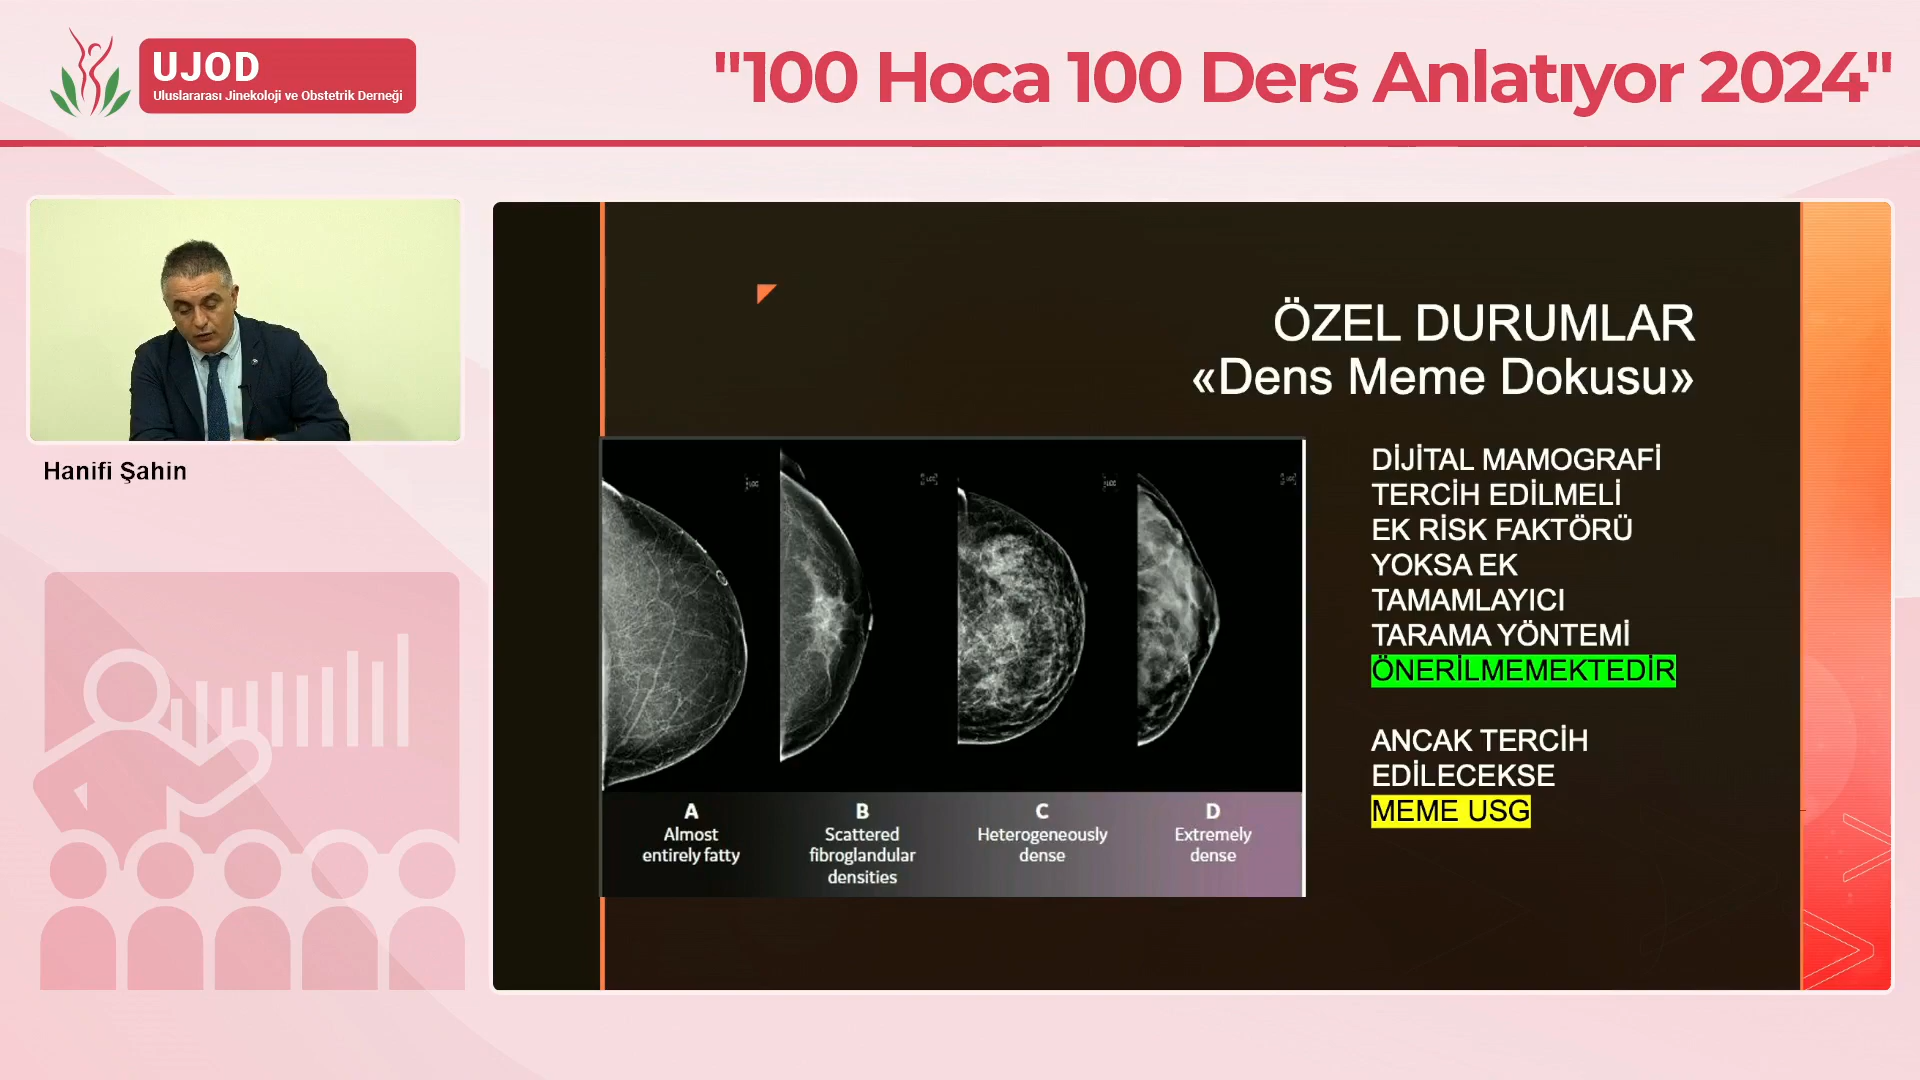 UJOD
Uluslararası Jinekoloji ve Obstetrik Derneği
"100 Hoca 100 Ders Anlatıyor 2024"
Hanifi Şahin
ÖZEL DURUMLAR
«Dens Meme Dokusu»
DİJİTAL MAMOGRAFİ
TERCİH EDİLMELİ
EK RİSK FAKTÖRÜ
YOKSA EK
TAMAMLAYICI
TARAMA YÖNTEMİ
ÖNERİLMEMEKTEDİR
ANCAK TERCİH
EDİLECEKSE
MEME USG
A
Almost
entirely fatty
B
Scattered
fibroglandular
densities
C
Heterogeneously
dense
D
Extremely
dense